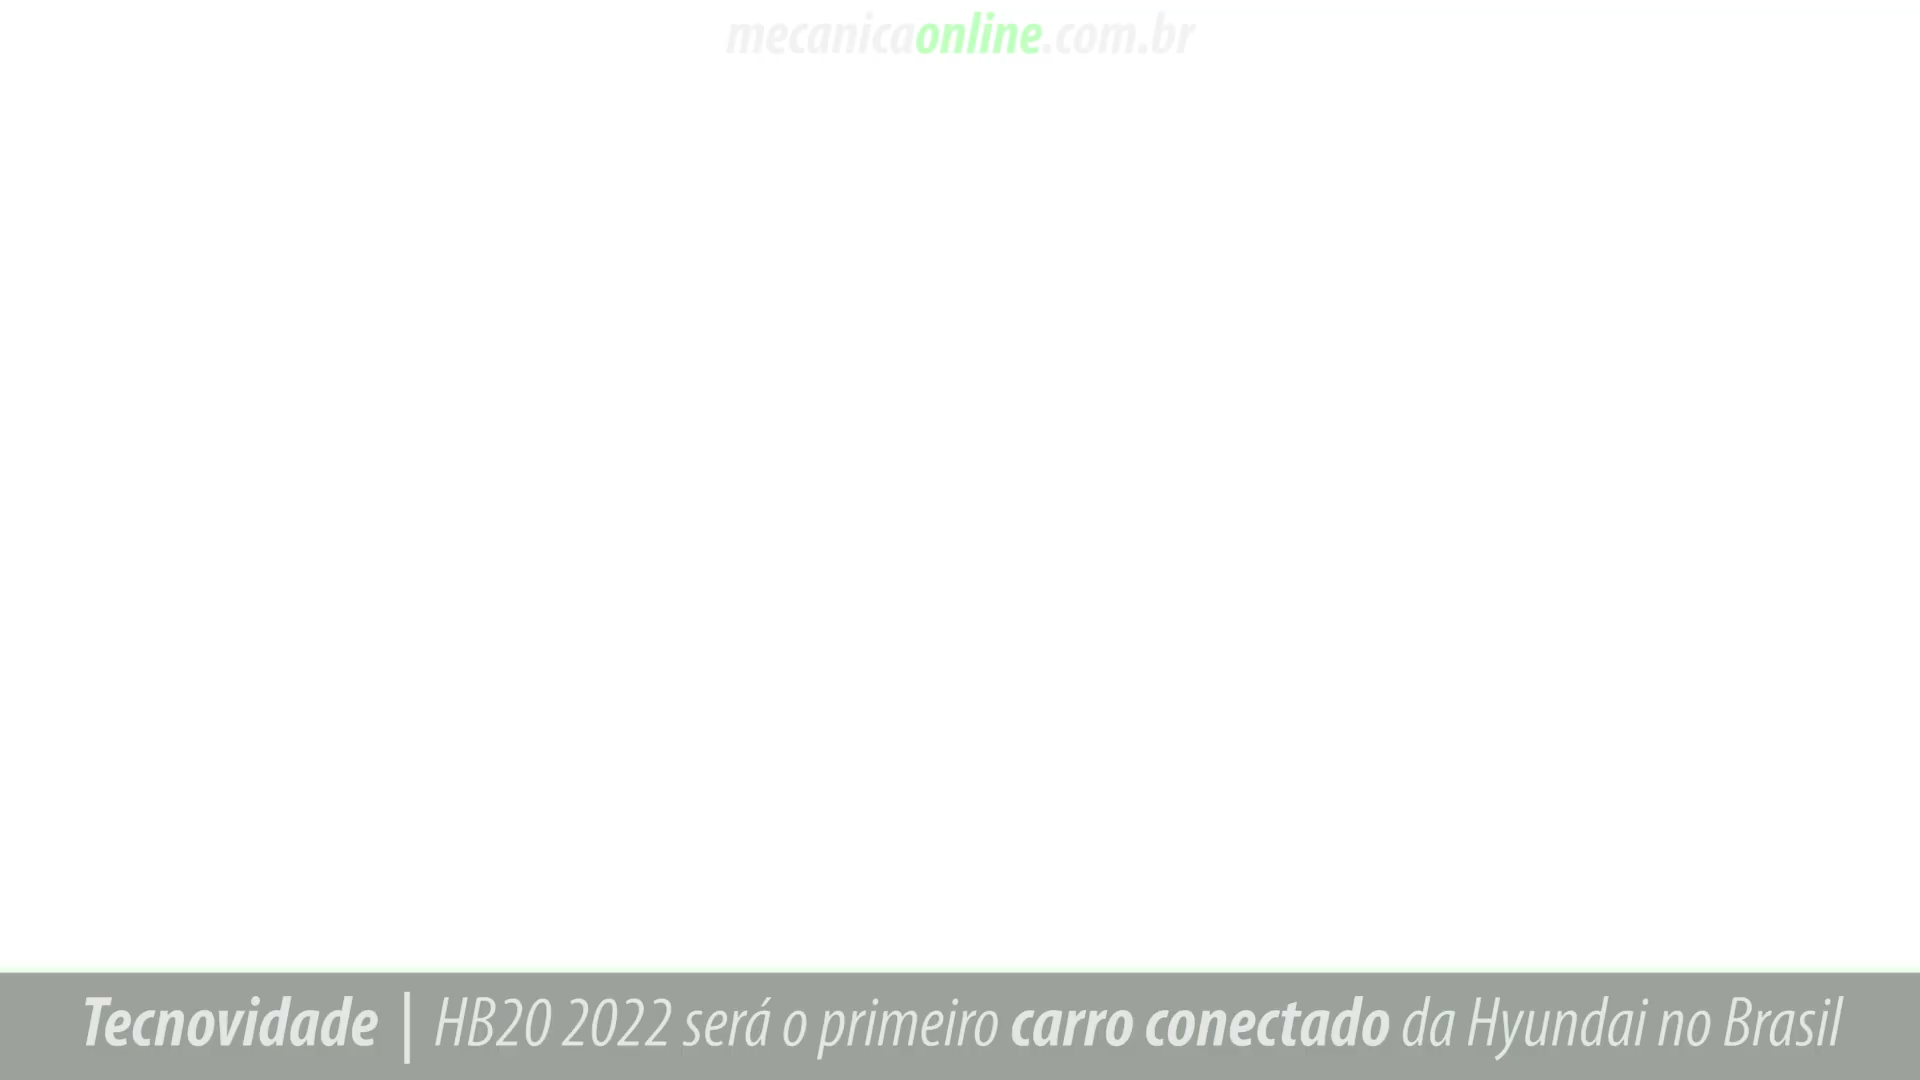 mecanicaonline.com.br
Tecnovidade | HB20 2022 será o primeiro carro conectado da Hyundai no Brasil